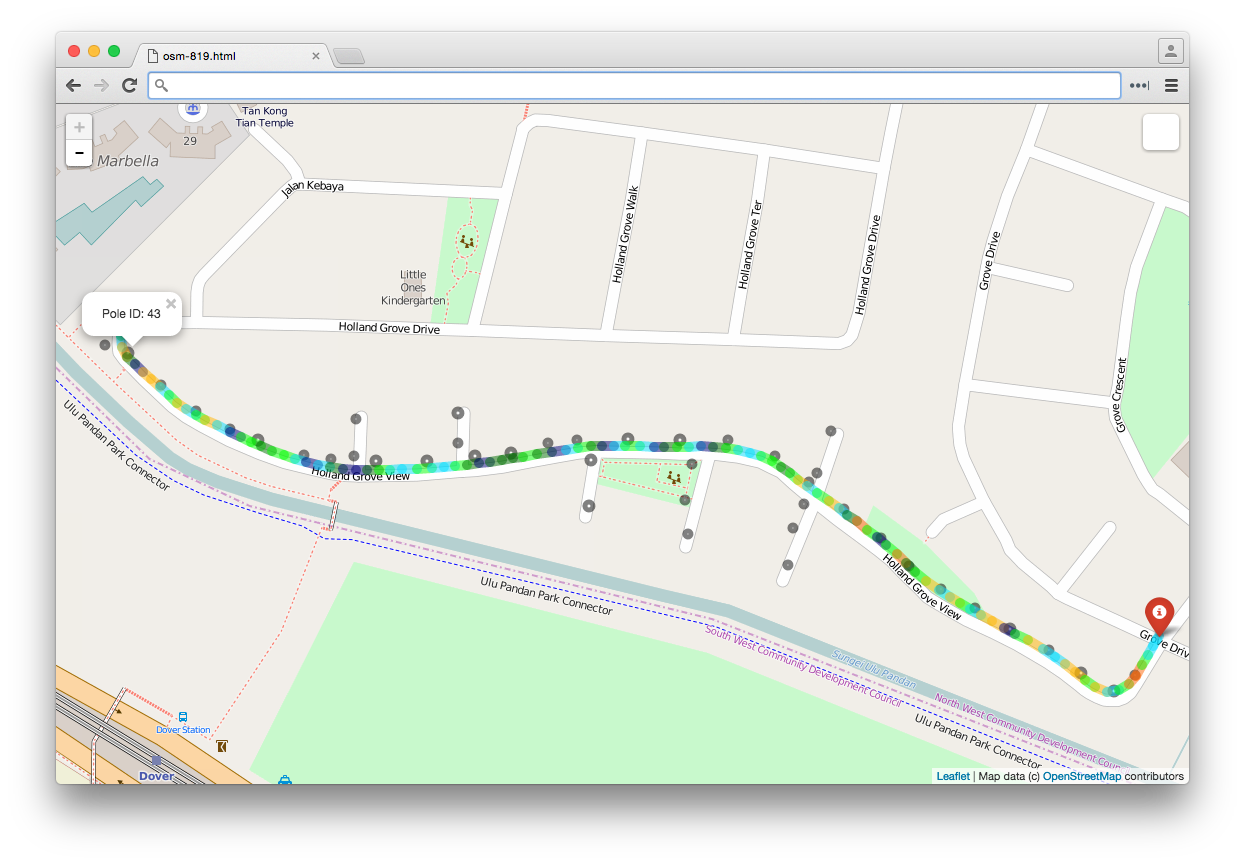 osm-819.html
Tan Kong
Tian Temple
29
Marbella
Jalan Kebaya
Holland Grove Walk
Holland Grove Ter
Holland Grove Drive
Grove Drive
Little
Ones
Kindergarten
Pole ID: 43
Holland Grove Drive
Grove Crescent
Ulu Pandan Park Connector
Holland Grove View
Holland Grove View
Ulu Pandan Park Connector
Grove Driv
South West Community Development Council
Sungei Ulu Pandan
North West Community Development Coun
Ulu Pandan Park Connector
Dover Station
Dover
Leaflet | Map data (c) OpenStreetMap contributors